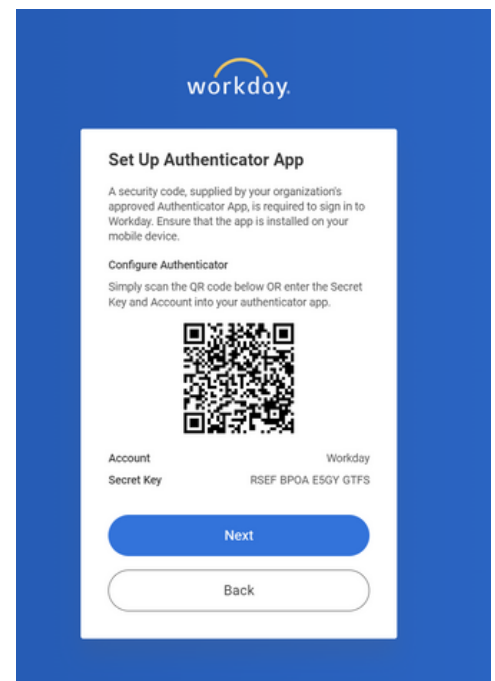 workday.
Set Up Authenticator App
A security code, supplied by your organization's
approved Authenticator App, is required to sign in to
Workday. Ensure that the app is installed on your
mobile device.
Configure Authenticator
Simply scan the QR code below OR enter the Secret
Key and Account into your authenticator app.
Account Workday
Secret Key RSEF BPOA E5GY GTFS
Next
Back